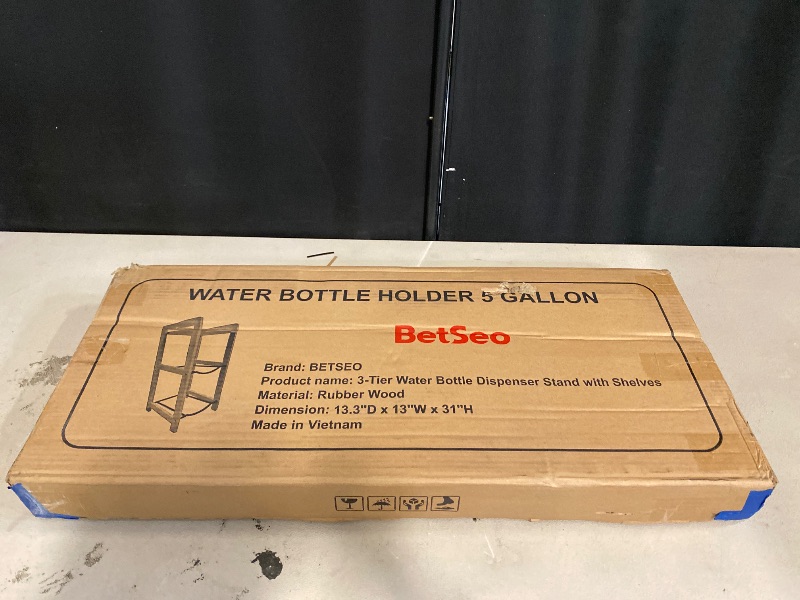 WATER BOTTLE HOLDER 5 GALLON
BetSeo
Brand: BETSEO
Product name: 3-Tier Water Bottle Dispenser Stand with Shelves
Material: Rubber Wood
Dimension: 13.3"D x 13"W x 31"H
Made in Vietnam